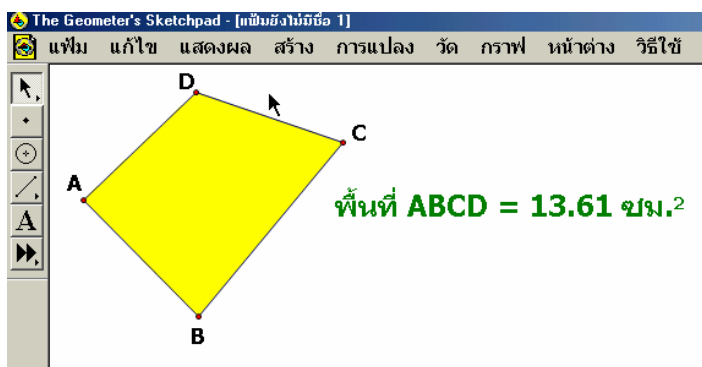 The Geometer's Sketchpad - [แฟ้มยังไม่มีชื่อ 1]
แฟ้ม แก้ไข แสดงผล สร้าง การแปลง วัด กราฟ หน้าต่าง วิธีใช้
D
C
A
A
พื้นที่ ABCD = 13.61 ซม.²
B